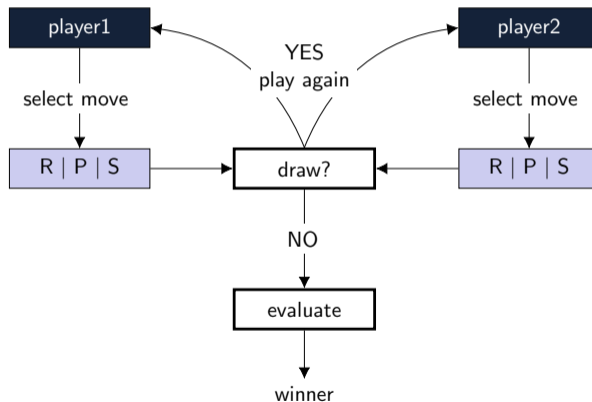 player1
player2
YES
play again
select move
select move
R | P | S
draw?
R | P | S
NO
evaluate
winner